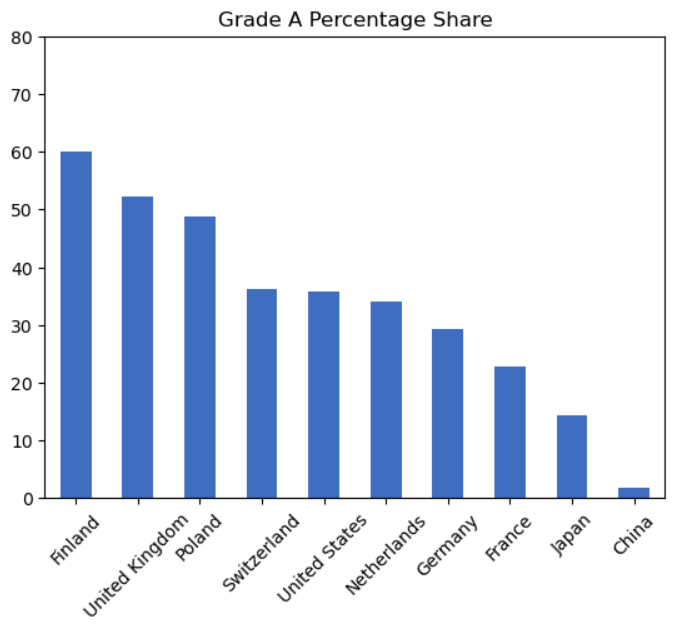 Grade A Percentage Share
80
70
60
50
40
30
20
10
0
Finland
United Kingdom
Poland
Switzerland
United States
Netherlands
Germany
France
Japan
China